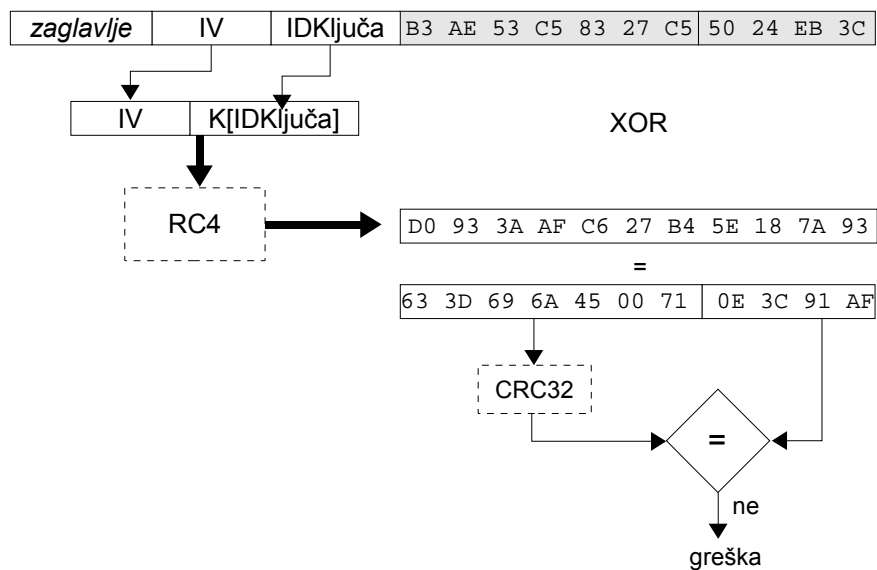 zaglavlje IV IDKljuča B3 AE 53 C5 83 27 C5 50 24 EB 3C
IV K[IDKljuča] XOR
RC4 D0 93 3A AF C6 27 B4 5E 18 7A 93
=
63 3D 69 6A 45 00 71 0E 3C 91 AF
CRC32
=
ne
greška